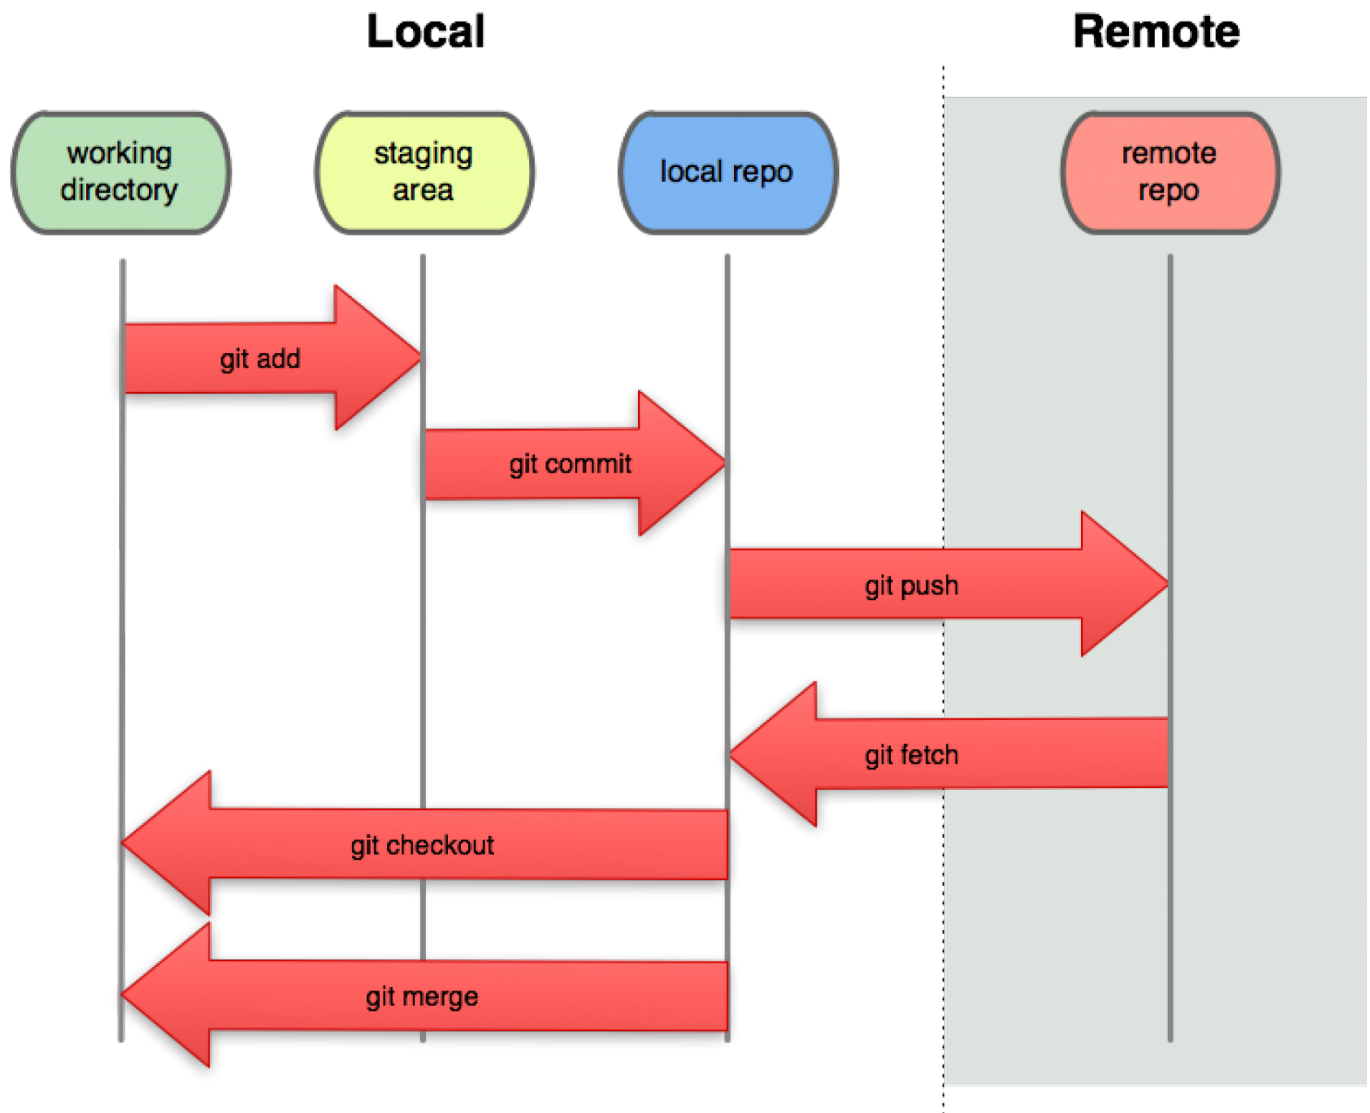 Local
Remote
working
directory
staging
area
local repo
remote
repo
git add
git commit
git push
git fetch
git checkout
git merge